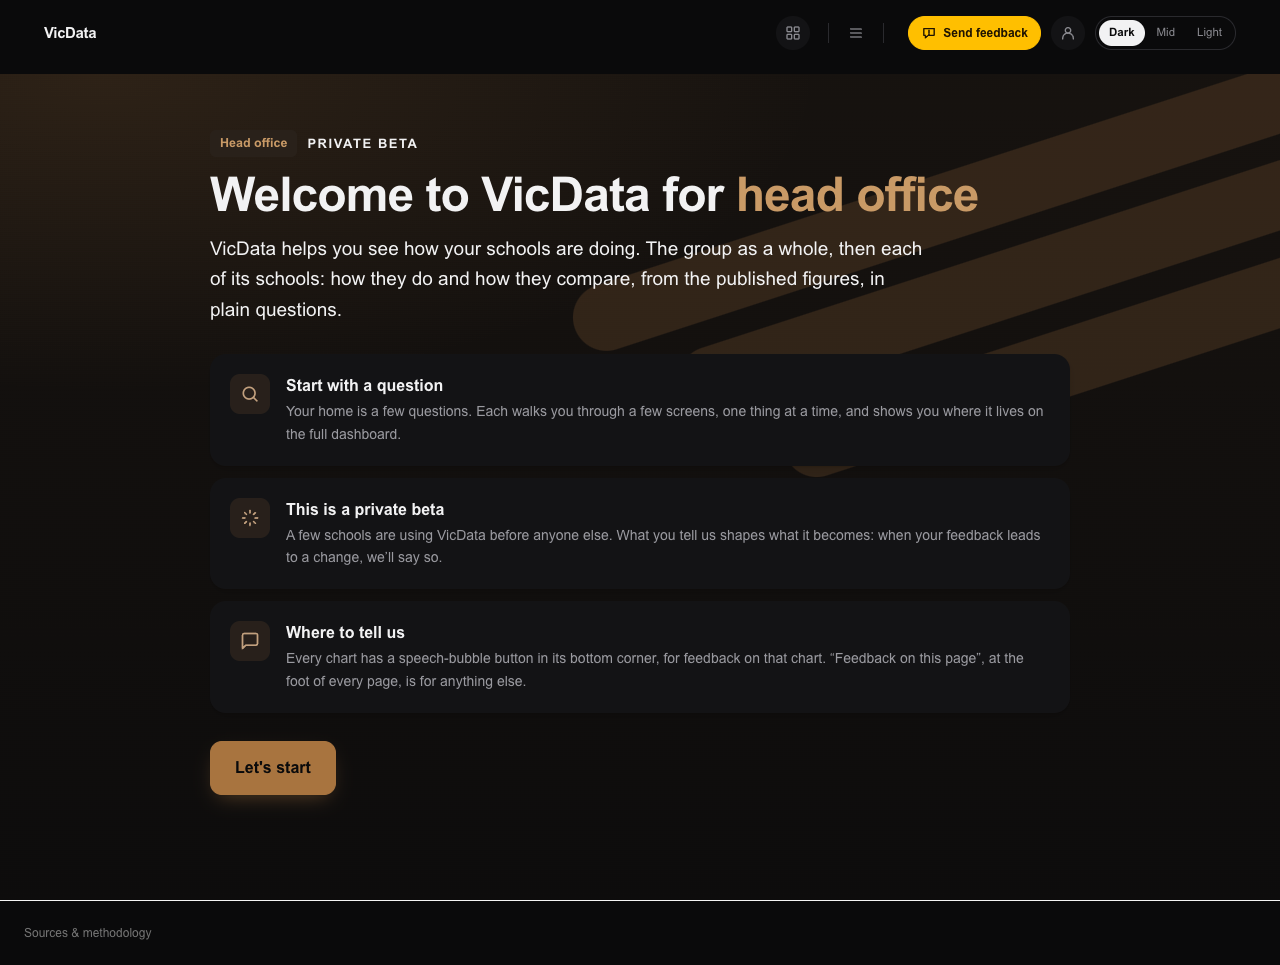 VicData
Send feedback
Dark
Mid
Light
Head office
PRIVATE BETA
Welcome to VicData for head office
VicData helps you see how your schools are doing. The group as a whole, then each
of its schools: how they do and how they compare, from the published figures, in
plain questions.
Start with a question
Your home is a few questions. Each walks you through a few screens, one thing at a time, and shows you where it lives on
the full dashboard.
This is a private beta
A few schools are using VicData before anyone else. What you tell us shapes what it becomes: when your feedback leads
to a change, we’ll say so.
Where to tell us
Every chart has a speech-bubble button in its bottom corner, for feedback on that chart. “Feedback on this page”, at the
foot of every page, is for anything else.
Let's start
Sources & methodology